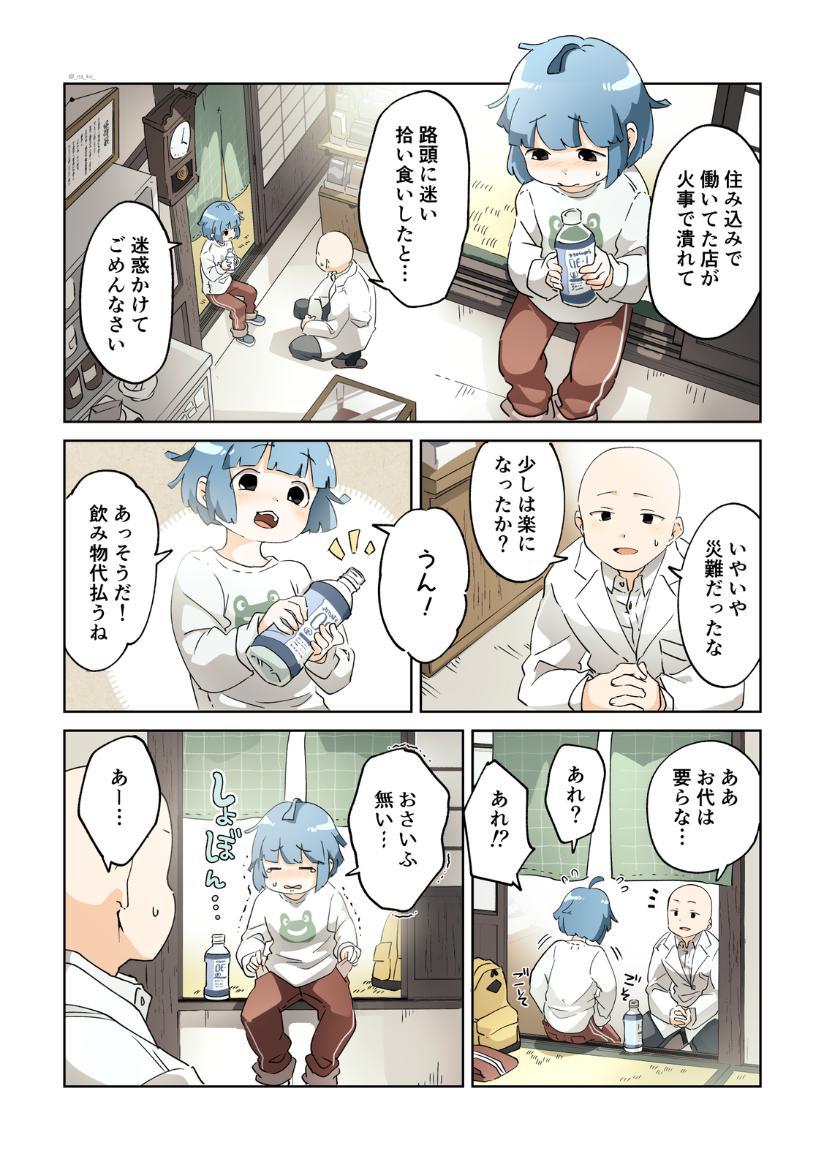 @_na_ko_
住み込みで
働いてた店が
火事で潰れて
路頭に迷い
拾い食いしたと…
迷惑かけて
ごめんなさい
いやいや
災難だったな
少しは楽に
なったか?
うん!
あっそうだ!
飲み物代払うね
ああ
お代は
要らな…
あれ?
あれ!?
ごそ
ごそ
おさいふ
無い…
しょぼん…
あー…